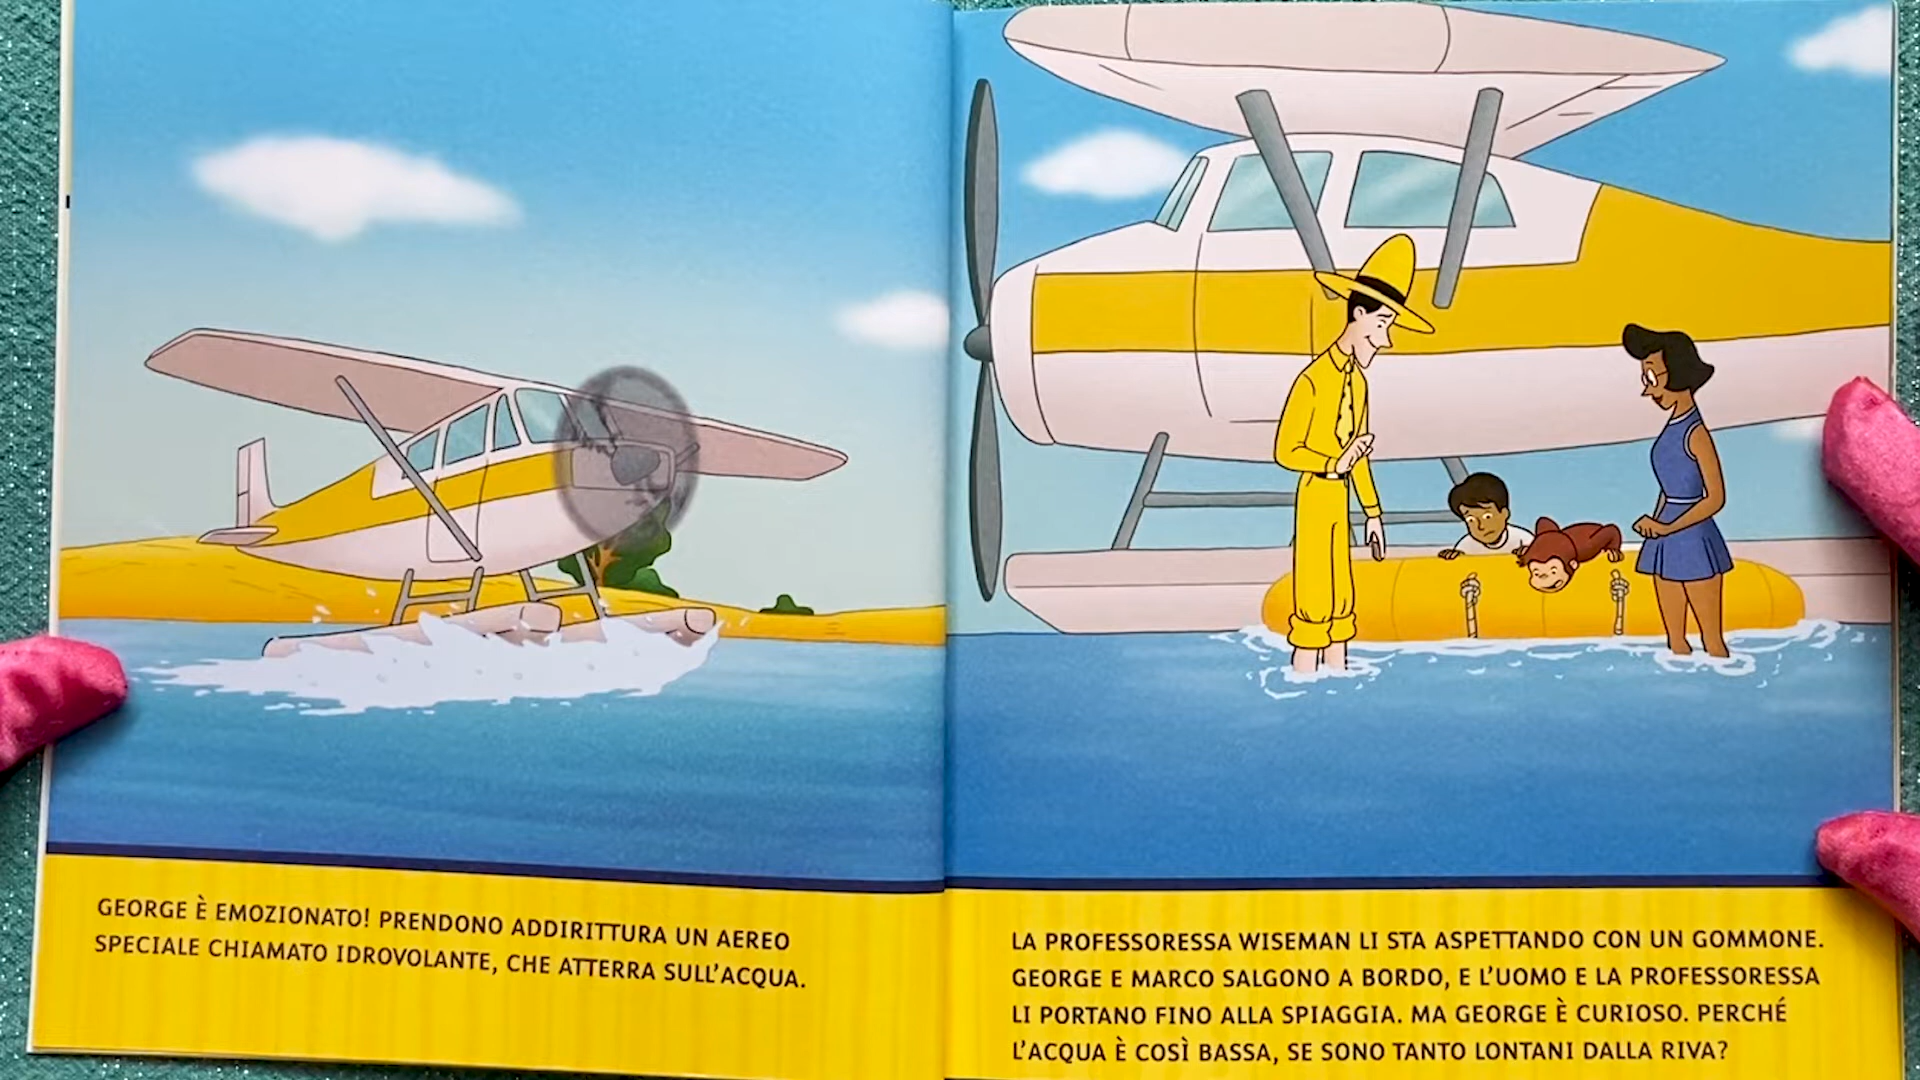 GEORGE È EMOZIONATO! PRENDONO ADDIRITTURA UN AEREO
SPECIALE CHIAMATO IDROVOLANTE, CHE ATTERRA SULL'ACQUA.
LA PROFESSORESSA WISEMAN LI STA ASPETTANDO CON UN GOMMONE.
GEORGE E MARCO SALGONO A BORDO, E L'UOMO E LA PROFESSORESSA
LI PORTANO FINO ALLA SPIAGGIA. MA GEORGE È CURIOSO. PERCHÉ
L'ACQUA È COSÌ BASSA, SE SONO TANTO LONTANI DALLA RIVA?